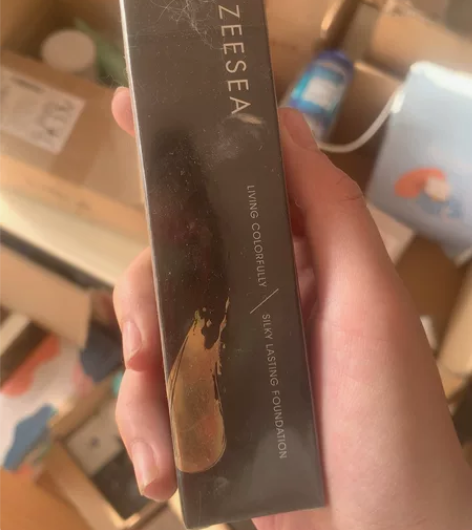 ZEESEA
LIVING COLORFULLY
SILKY LASTING FOUNDATION